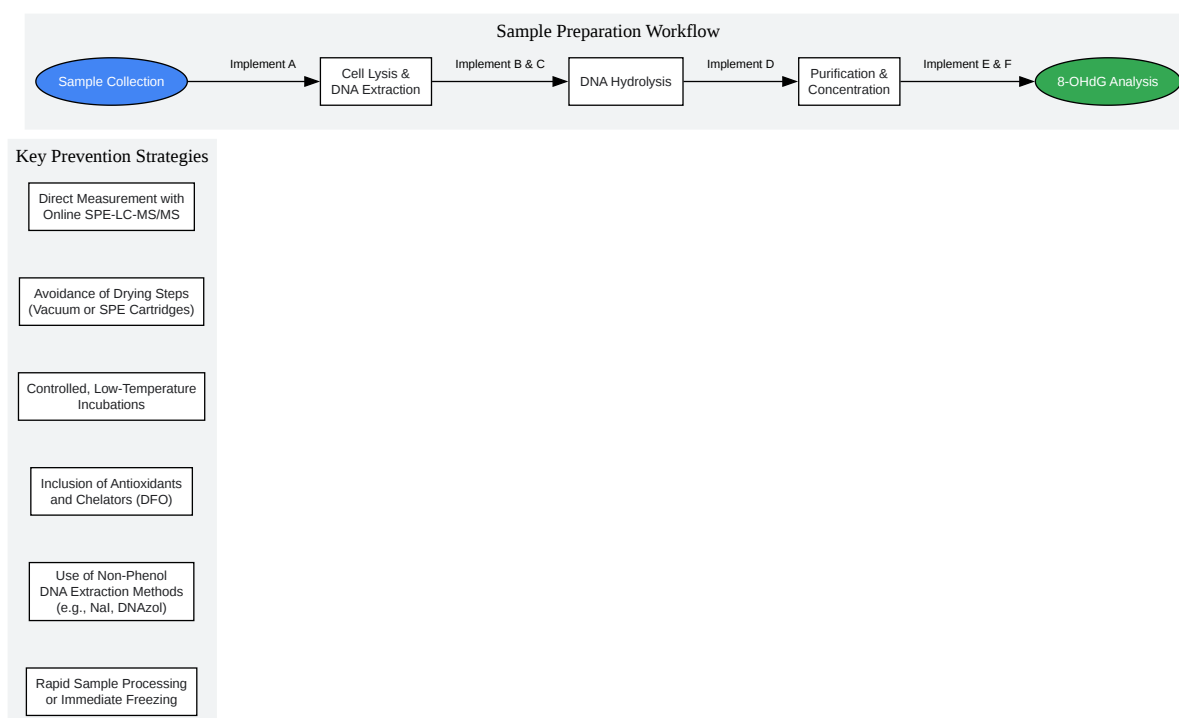 Sample Preparation Workflow
Implement A
Implement B & C
Implement D
Implement E & F
Sample Collection
Cell Lysis &
DNA Extraction
DNA Hydrolysis
Purification &
Concentration
8-OHdG Analysis
Key Prevention Strategies
Direct Measurement with
Online SPE-LC-MS/MS
Avoidance of Drying Steps
(Vacuum or SPE Cartridges)
Controlled, Low-Temperature
Incubations
Inclusion of Antioxidants
and Chelators (DFO)
Use of Non-Phenol
DNA Extraction Methods
(e.g., NaI, DNAzol)
Rapid Sample Processing
or Immediate Freezing